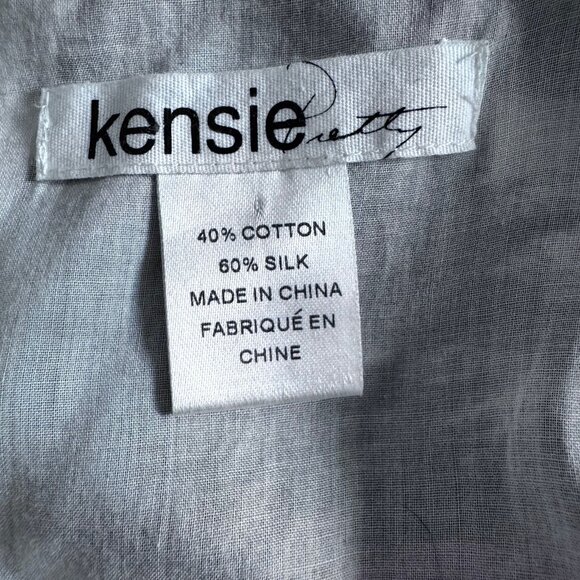 kensie Pretty
40% COTTON
60% SILK
MADE IN CHINA
FABRIQUÉ EN
CHINE